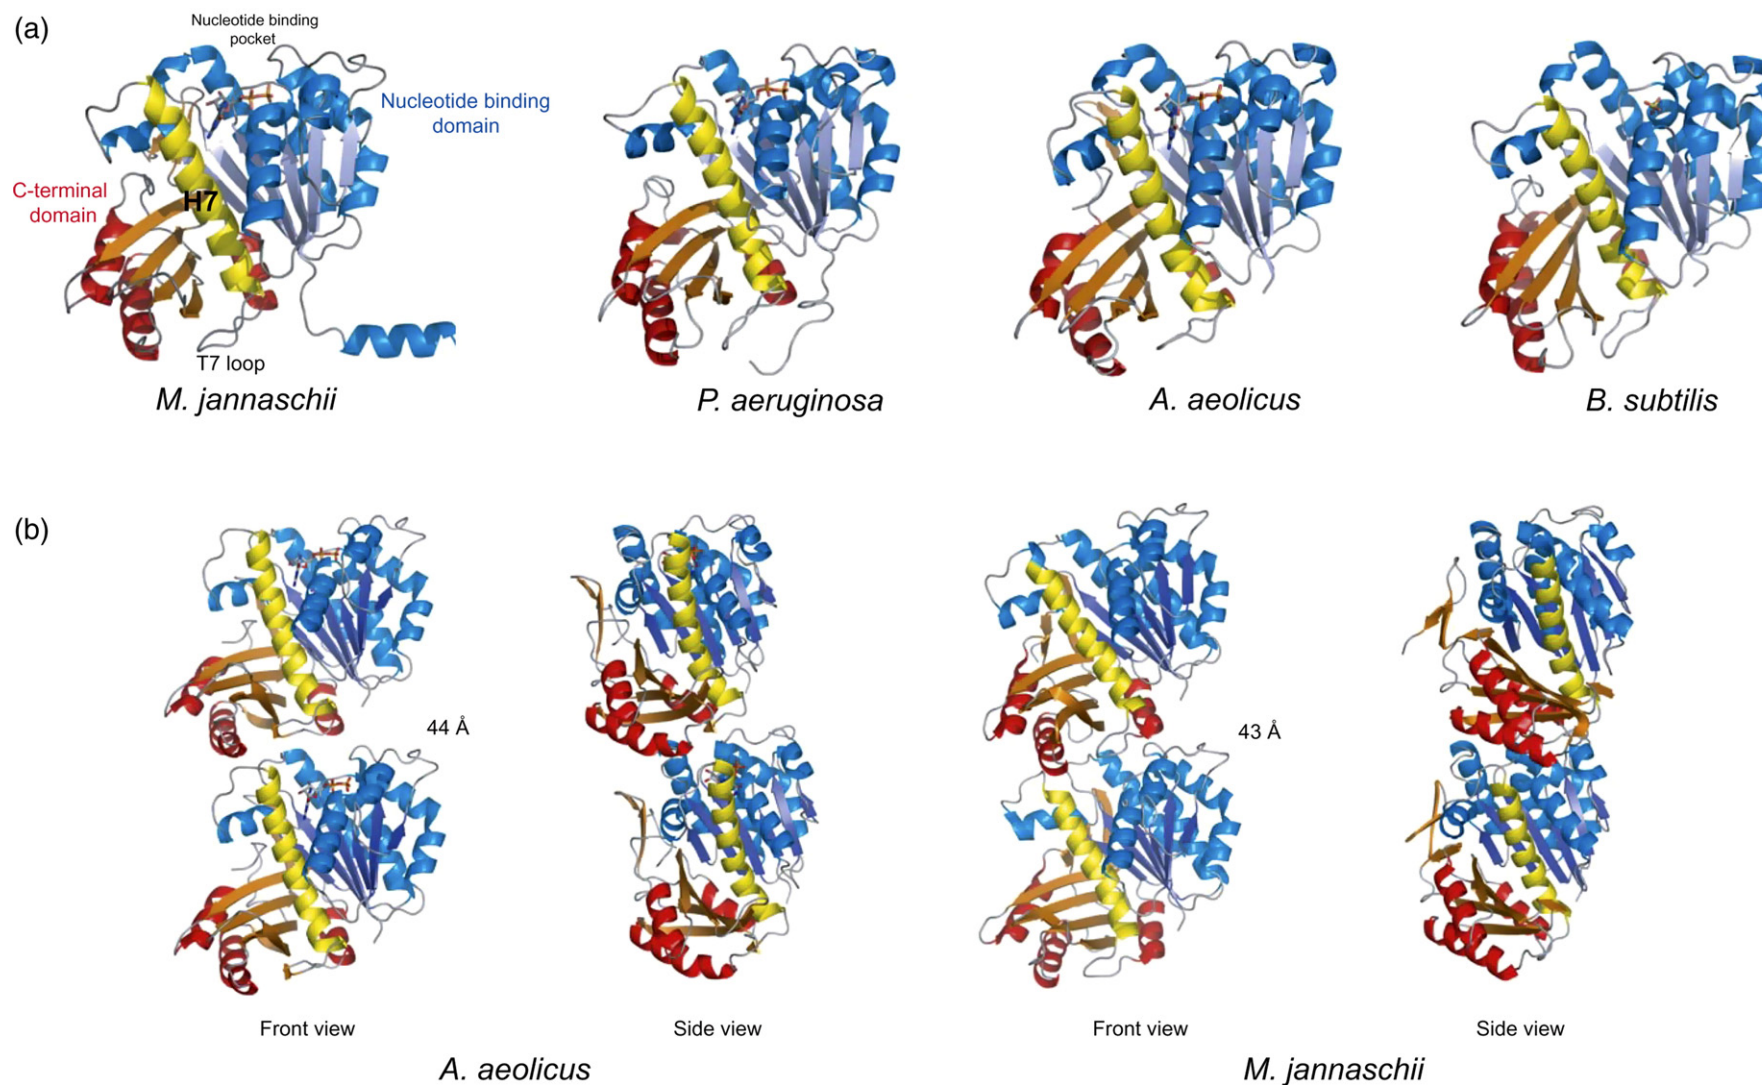 (a)
Nucleotide binding
pocket
Nucleotide binding
domain
C-terminal
domain
H7
T7 loop
M. jannaschii
P. aeruginosa
A. aeolicus
B. subtilis
(b)
44 Å
43 Å
Front view
Side view
Front view
Side view
A. aeolicus
M. jannaschii